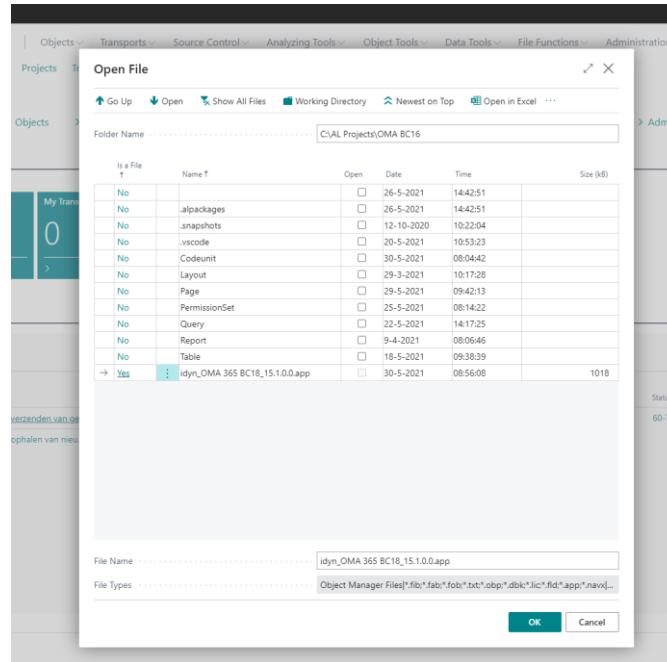 Objects Transports Source Control Analyzing Tools Object Tools Data Tools File Functions Administration
Projects
Open File
Go Up Open Show All Files Working Directory Newest on Top Open in Excel ...
Objects
> Adm
Folder Name C:\AL Projects\OMA BC16
Is a File ↑ Name ↑ Open Date Time Size (kB)
No 26-5-2021 14:42:51
No .alpackages 26-5-2021 14:42:51
No .snapshots 12-10-2020 10:22:04
No .vscode 20-5-2021 10:53:23
My Trans
0
No Codeunit 30-5-2021 08:04:42
No Layout 29-3-2021 10:17:28
No Page 29-5-2021 09:42:13
No PermissionSet 25-5-2021 08:14:22
No Query 22-5-2021 14:17:25
No Report 9-4-2021 08:06:46
No Table 18-5-2021 09:38:39
→ Yes idyn_OMA 365 BC18_15.1.0.0.app 30-5-2021 08:56:08 1018
Statu
verzenden van ge
60-
ophalen van nieu
File Name idyn_OMA 365 BC18_15.1.0.0.app
File Types Object Manager Files|*.fib;*.fab;*.fob;*.txt;*.obp;*.dbk;*.lic;*.fld;*.app;*.navx|...
OK Cancel